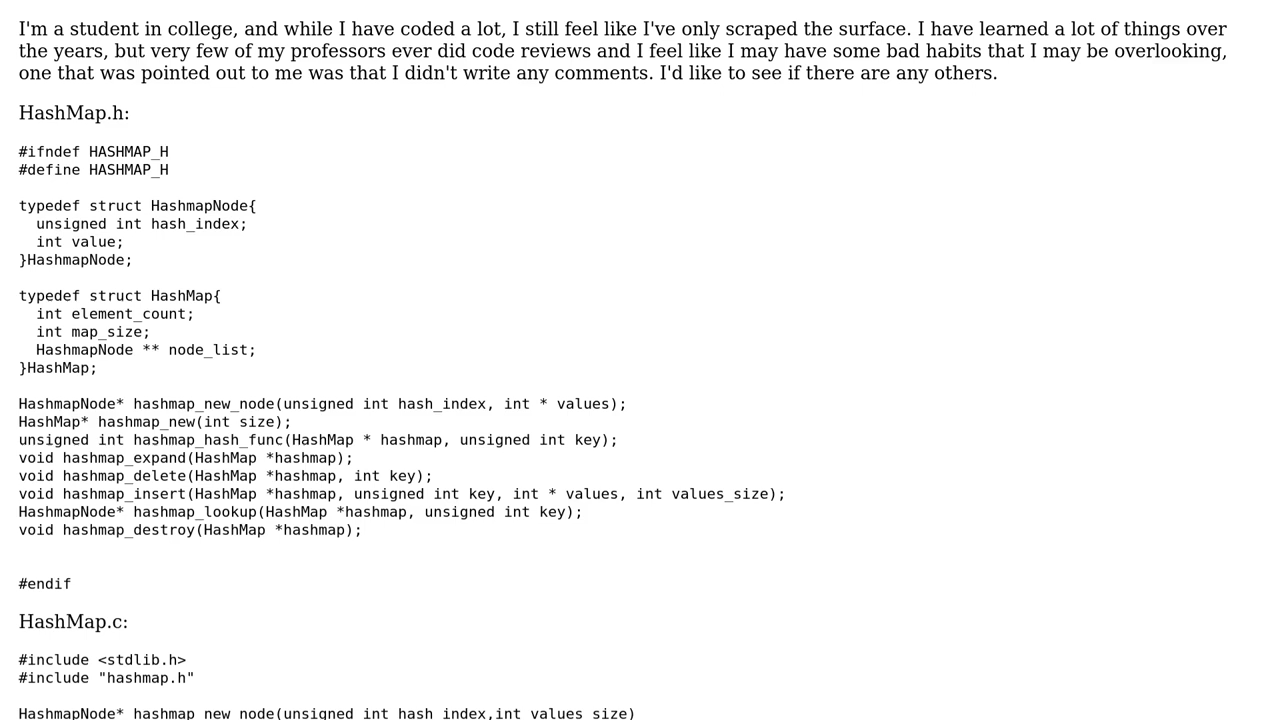 I'm a student in college, and while I have coded a lot, I still feel like I've only scraped the surface. I have learned a lot of things over
the years, but very few of my professors ever did code reviews and I feel like I may have some bad habits that I may be overlooking,
one that was pointed out to me was that I didn't write any comments. I'd like to see if there are any others.
HashMap.h:
#ifndef HASHMAP_H
#define HASHMAP_H
typedef struct HashmapNode{
  unsigned int hash_index;
  int value;
}HashmapNode;
typedef struct HashMap{
  int element_count;
  int map_size;
  HashmapNode ** node_list;
}HashMap;
HashmapNode* hashmap_new_node(unsigned int hash_index, int * values);
HashMap* hashmap_new(int size);
unsigned int hashmap_hash_func(HashMap * hashmap, unsigned int key);
void hashmap_expand(HashMap *hashmap);
void hashmap_delete(HashMap *hashmap, int key);
void hashmap_insert(HashMap *hashmap, unsigned int key, int * values, int values_size);
HashmapNode* hashmap_lookup(HashMap *hashmap, unsigned int key);
void hashmap_destroy(HashMap *hashmap);
#endif
HashMap.c:
#include <stdlib.h>
#include "hashmap.h"
HashmapNode* hashmap_new_node(unsigned int hash_index,int values_size)